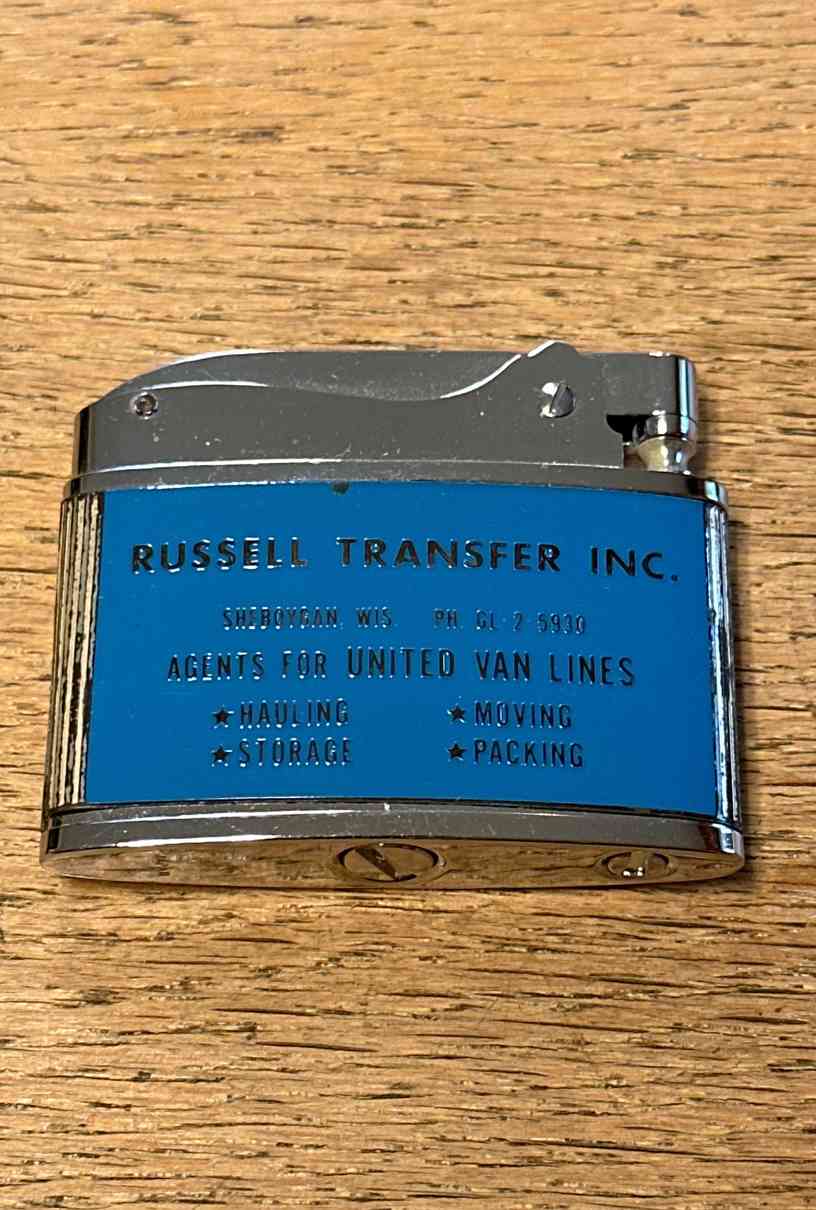 RUSSELL TRANSFER INC.
SHEBOYGAN, WIS. PH. GL-2-5930
AGENTS FOR UNITED VAN LINES
★HAULING ★MOVING
★STORAGE ★PACKING